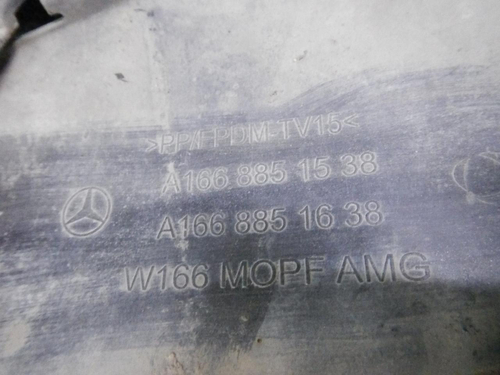 >PP/EPDM-TV15<
A166 885 15 38
A166 885 16 38
W166 MOPF AMG